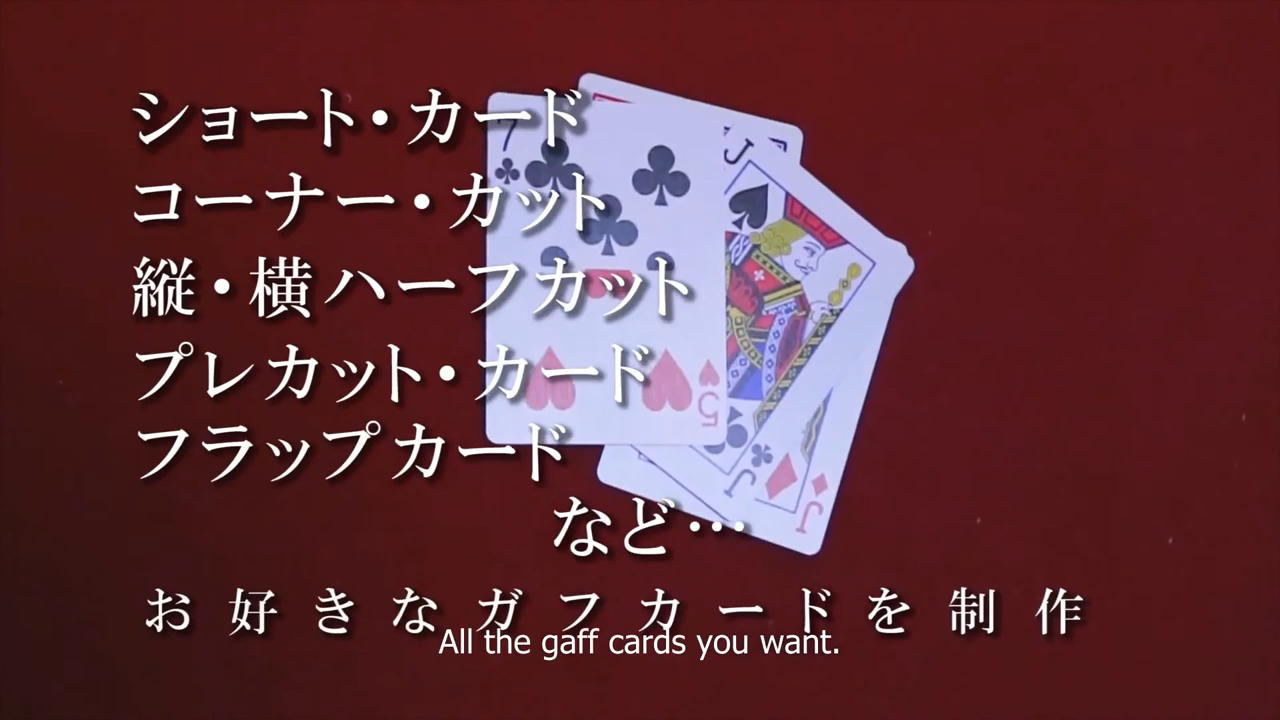 ショート・カード
コーナー・カット
縦・横ハーフカット
プレカット・カード
フラップカード
など…
お好きなガフカードを制作
All the gaff cards you want.
7
J
5
J
J